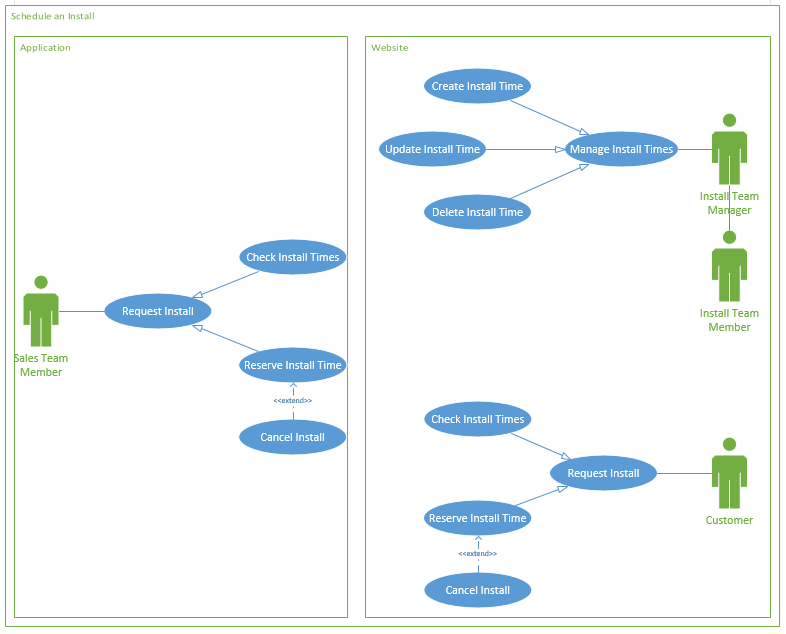 Schedule an Install
Application
Check Install Times
Request Install
Sales Team
Member
Reserve Install Time
<<extend>>
Cancel Install
Website
Create Install Time
Update Install Time
Manage Install Times
Delete Install Time
Install Team
Manager
Install Team
Member
Check Install Times
Request Install
Reserve Install Time
Customer
<<extend>>
Cancel Install